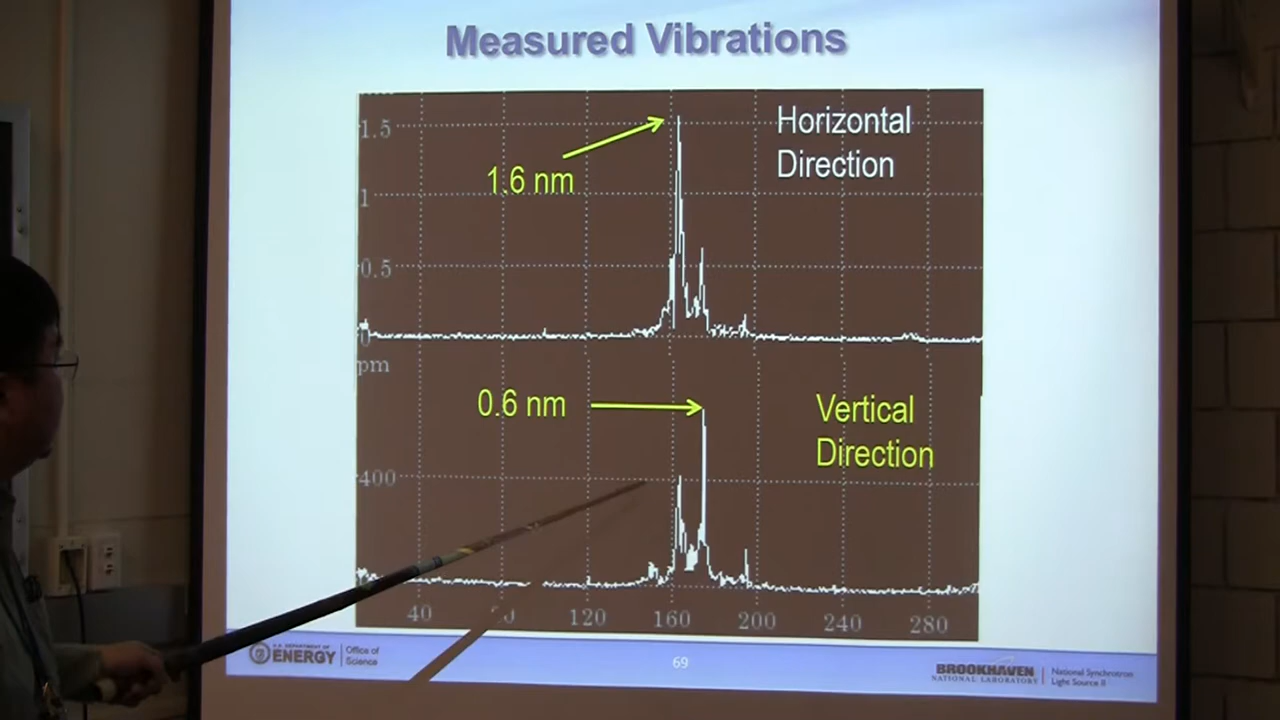 Measured Vibrations
1.5
1
0.5
0
pm
400
Horizontal
Direction
1.6 nm
0.6 nm
Vertical
Direction
40
120
160
200
240
280
U.S. DEPARTMENT OF
ENERGY
Office of
Science
69
BROOKHAVEN
NATIONAL LABORATORY
National Synchrotron
Light Source II